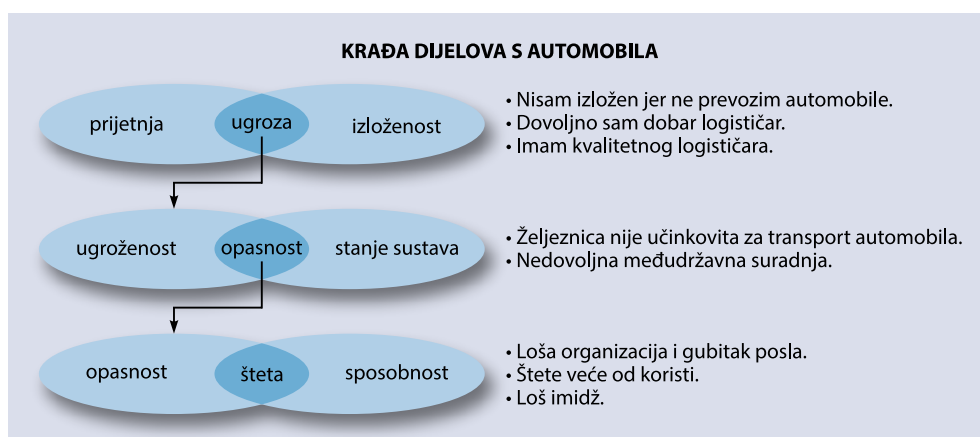 KRAĐA DIJELOVA S AUTOMOBILA
prijetnja ugroza izloženost
• Nisam izložen jer ne prevozim automobile.
• Dovoljno sam dobar logističar.
• Imam kvalitetnog logističara.
ugroženost opasnost stanje sustava
• Željeznica nije učinkovita za transport automobila.
• Nedovoljna međudržavna suradnja.
opasnost šteta sposobnost
• Loša organizacija i gubitak posla.
• Štete veće od koristi.
• Loš imidž.